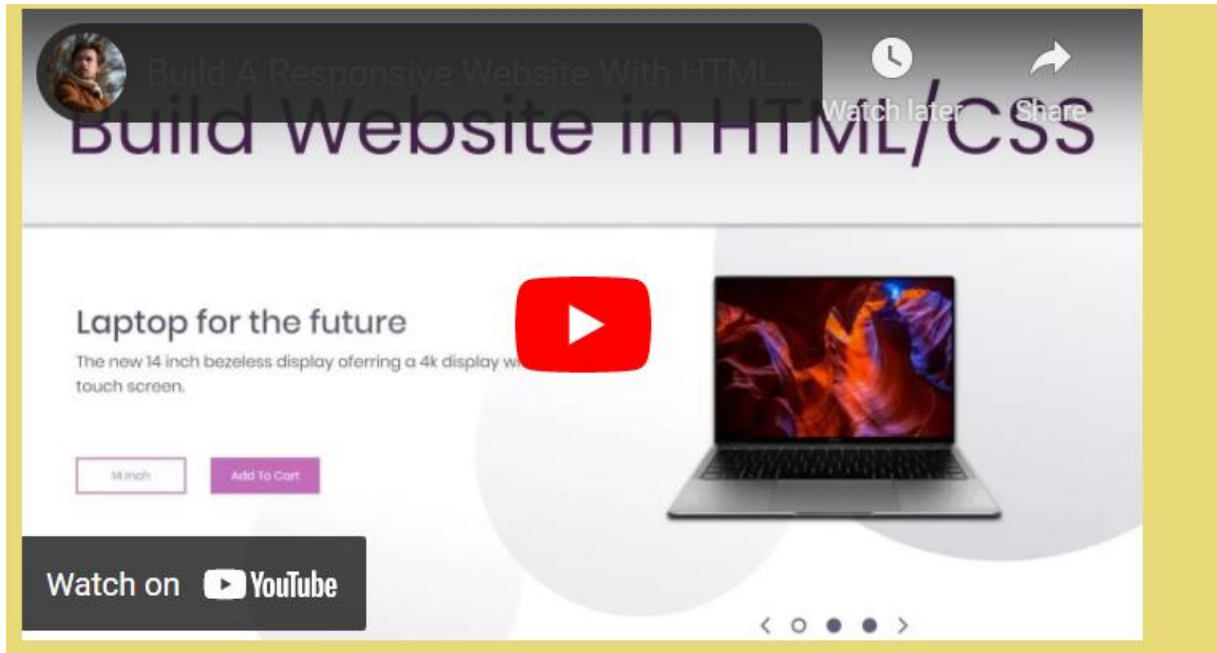 Build A Responsive Website With HTML...
Watch later
Share
Build Website in HTML/CSS
Laptop for the future
The new 14 inch bezeless display oferring a 4k display
touch screen.
14 inch
Add To Cart
Watch on YouTube